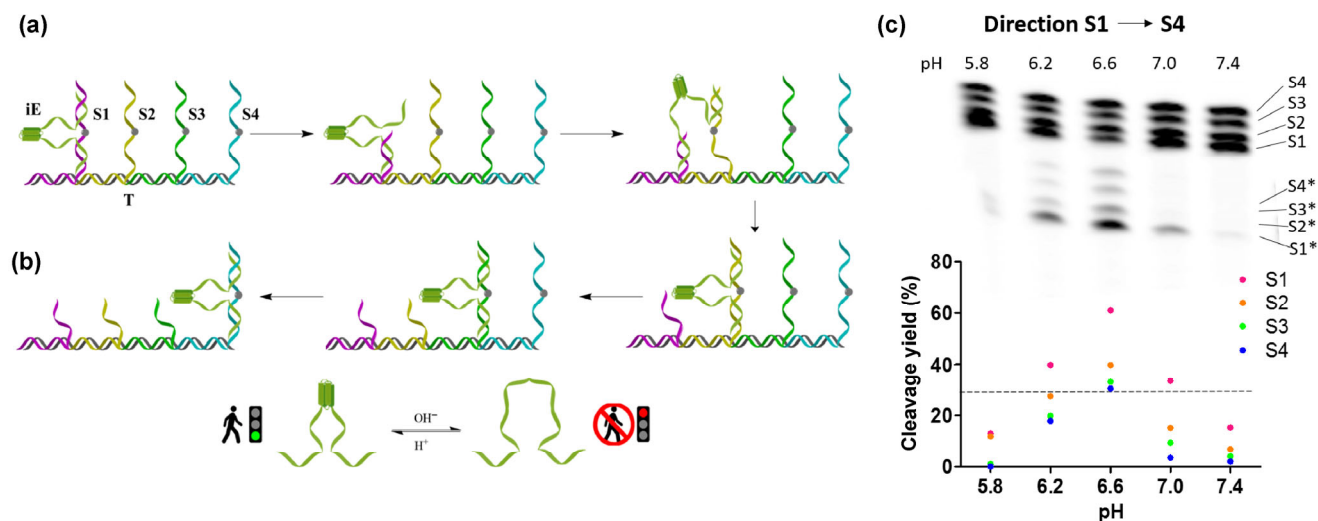 (a)
iE
S1
S2
S3
S4
T
(b)
OH−
H+
(c)
Direction S1 → S4
pH 5.8 6.2 6.6 7.0 7.4
S4
S3
S2
S1
S4*
S3*
S2*
S1*
Cleavage yield (%)
80
60
40
20
0
S1
S2
S3
S4
5.8 6.2 6.6 7.0 7.4
pH